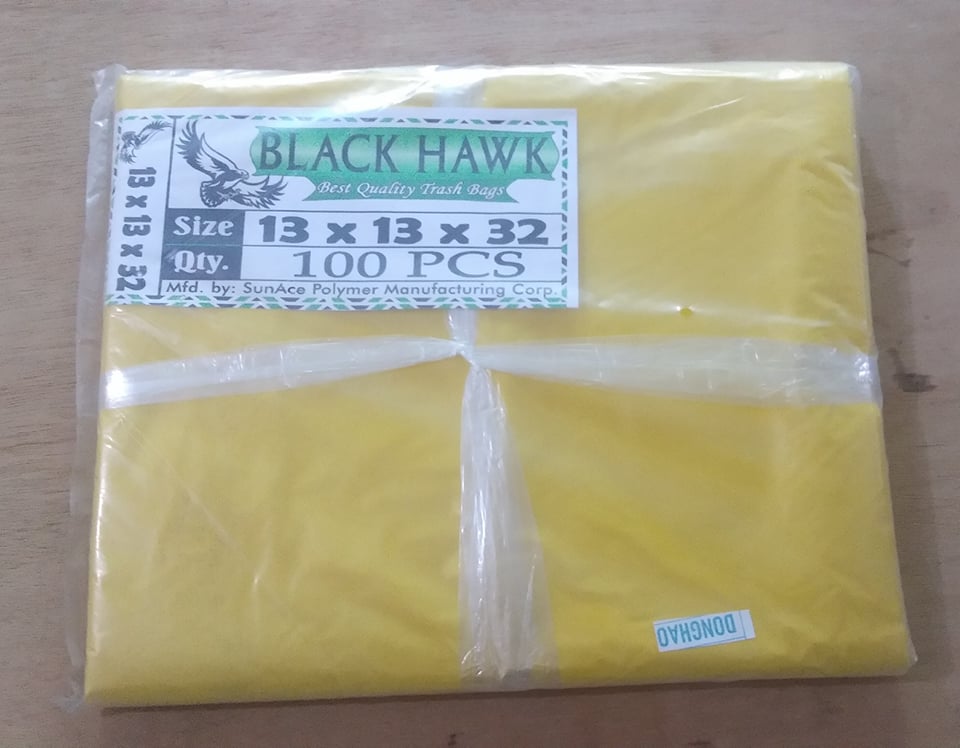 BLACK HAWK
Best Quality Trash Bags
Size 13 x 13 x 32
Qty. 100 PCS
Mfd. by: SunAce Polymer Manufacturing Corp.
13 x 13 x 32
DONGHAO